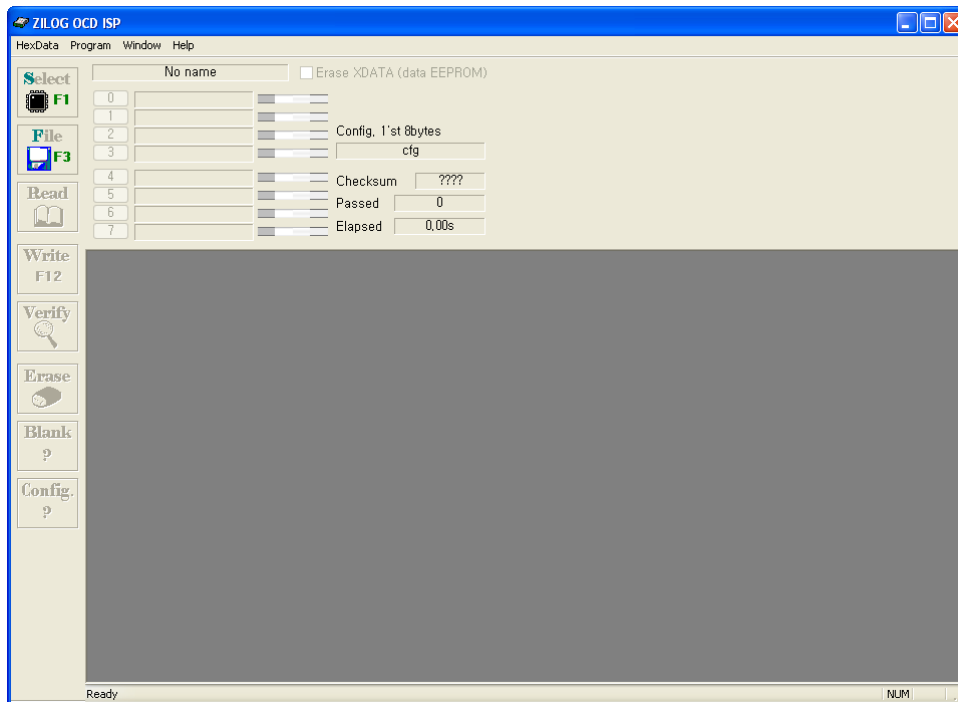 ZILOG OCD ISP
HexData Program Window Help
Select
F1
File
F3
Read
Write
F12
Verify
Erase
Blank
?
Config.
?
No name
Erase XDATA (data EEPROM)
0
1
2
3
4
5
6
7
Config, 1'st 8bytes
cfg
Checksum ????
Passed 0
Elapsed 0,00s
Ready
NUM